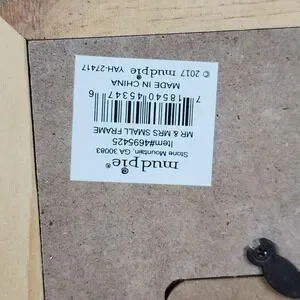 mudpie®
Stone Mountain, GA 30083
Item#4695425
MR & MRS SMALL FRAME
7 18540 45347 6
MADE IN CHINA
© 2017 mudpie YAH-27417